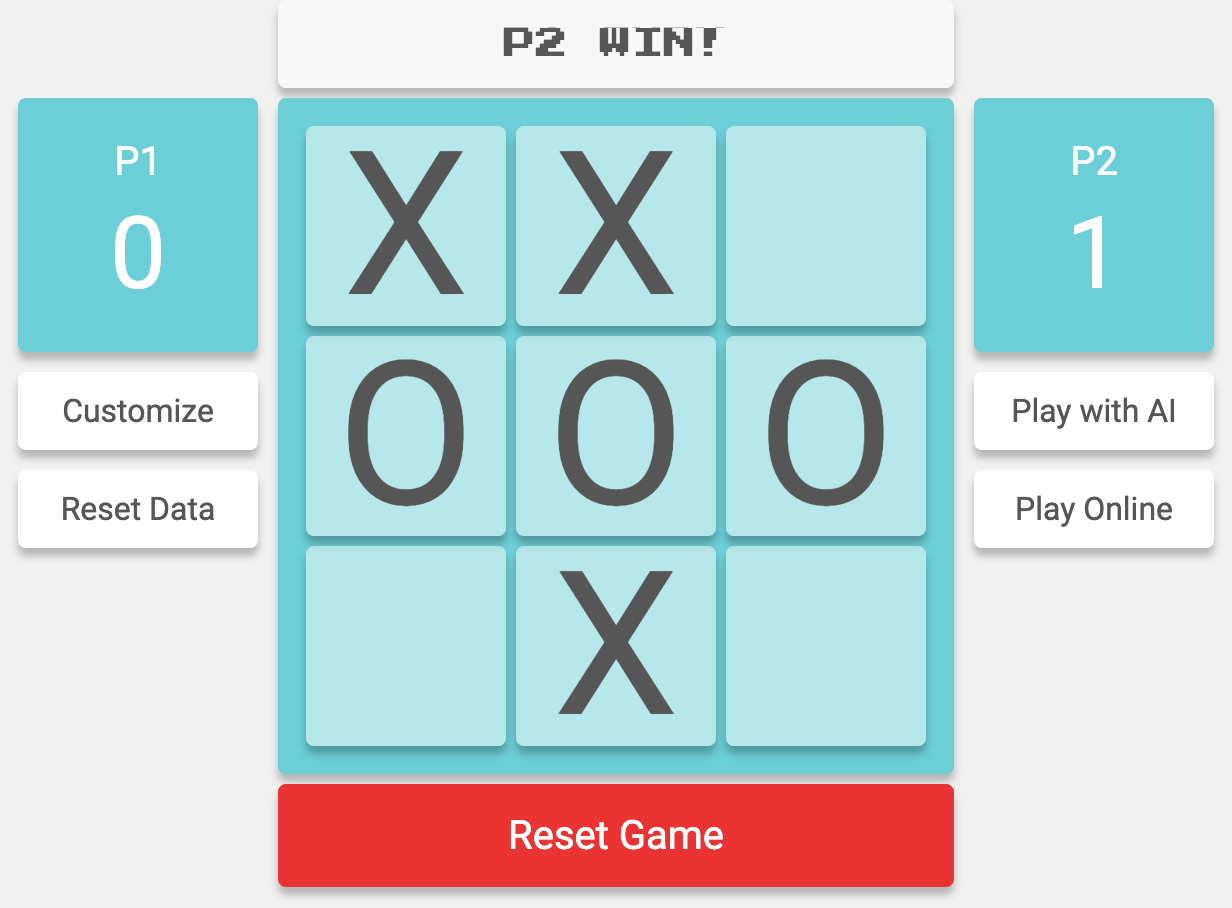 P2 WIN!
P1
0
Customize
Reset Data
X X
O O O
X
P2
1
Play with AI
Play Online
Reset Game